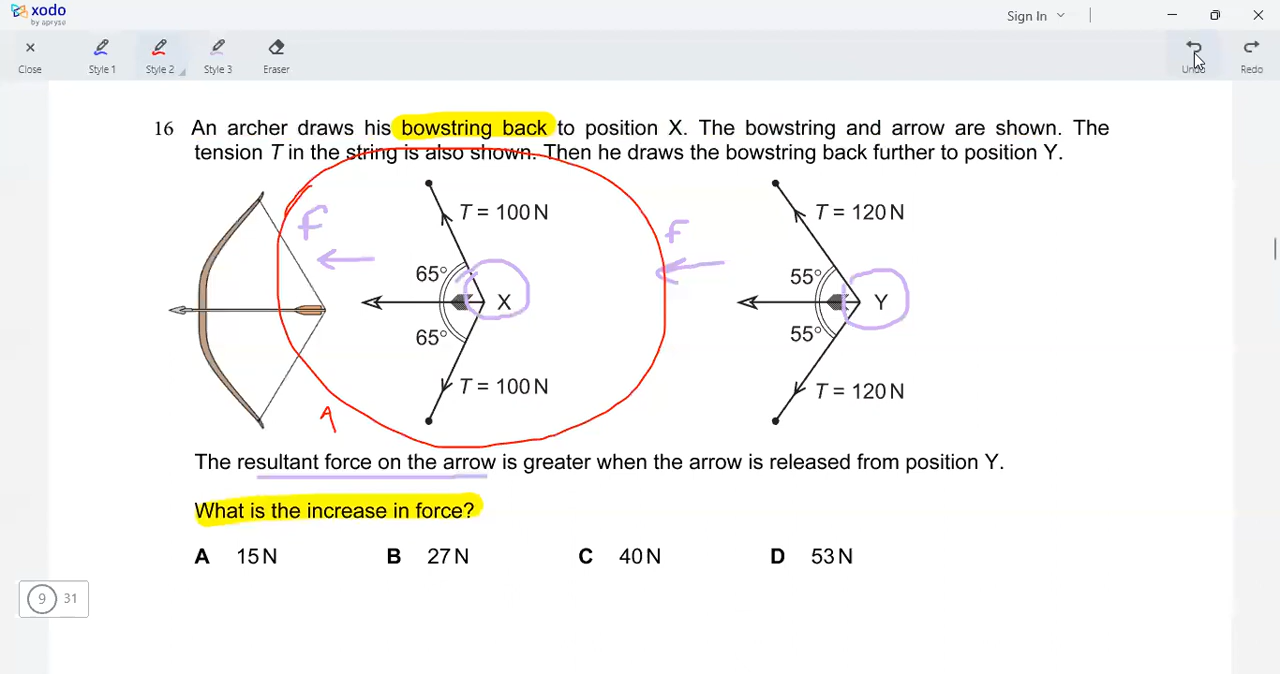 xodo
by apryse
Sign In
Close
Style 1
Style 2
Style 3
Eraser
Undo
Redo
16 An archer draws his bowstring back to position X. The bowstring and arrow are shown. The
tension T in the string is also shown. Then he draws the bowstring back further to position Y.
F
T = 100 N
65°
X
65°
T = 100 N
A
F
T = 120 N
55°
Y
55°
T = 120 N
The resultant force on the arrow is greater when the arrow is released from position Y.
What is the increase in force?
A 15 N B 27 N C 40 N D 53 N
9 31